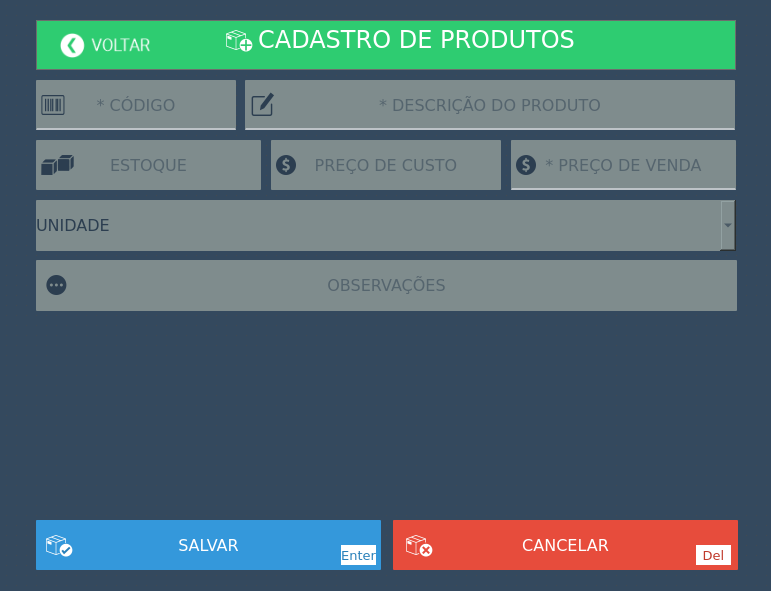 VOLTAR
CADASTRO DE PRODUTOS
* CÓDIGO
* DESCRIÇÃO DO PRODUTO
ESTOQUE
PREÇO DE CUSTO
* PREÇO DE VENDA
UNIDADE
OBSERVAÇÕES
SALVAR
Enter
CANCELAR
Del